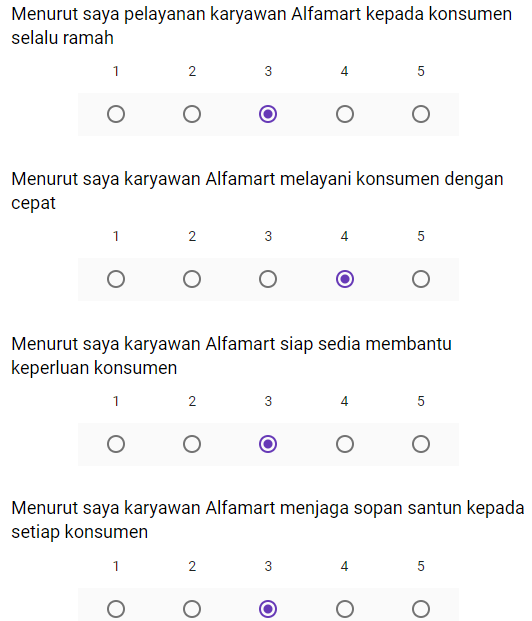 Menurut saya pelayanan karyawan Alfamart kepada konsumen
selalu ramah
1 2 3 4 5
Menurut saya karyawan Alfamart melayani konsumen dengan
cepat
1 2 3 4 5
Menurut saya karyawan Alfamart siap sedia membantu
keperluan konsumen
1 2 3 4 5
Menurut saya karyawan Alfamart menjaga sopan santun kepada
setiap konsumen
1 2 3 4 5